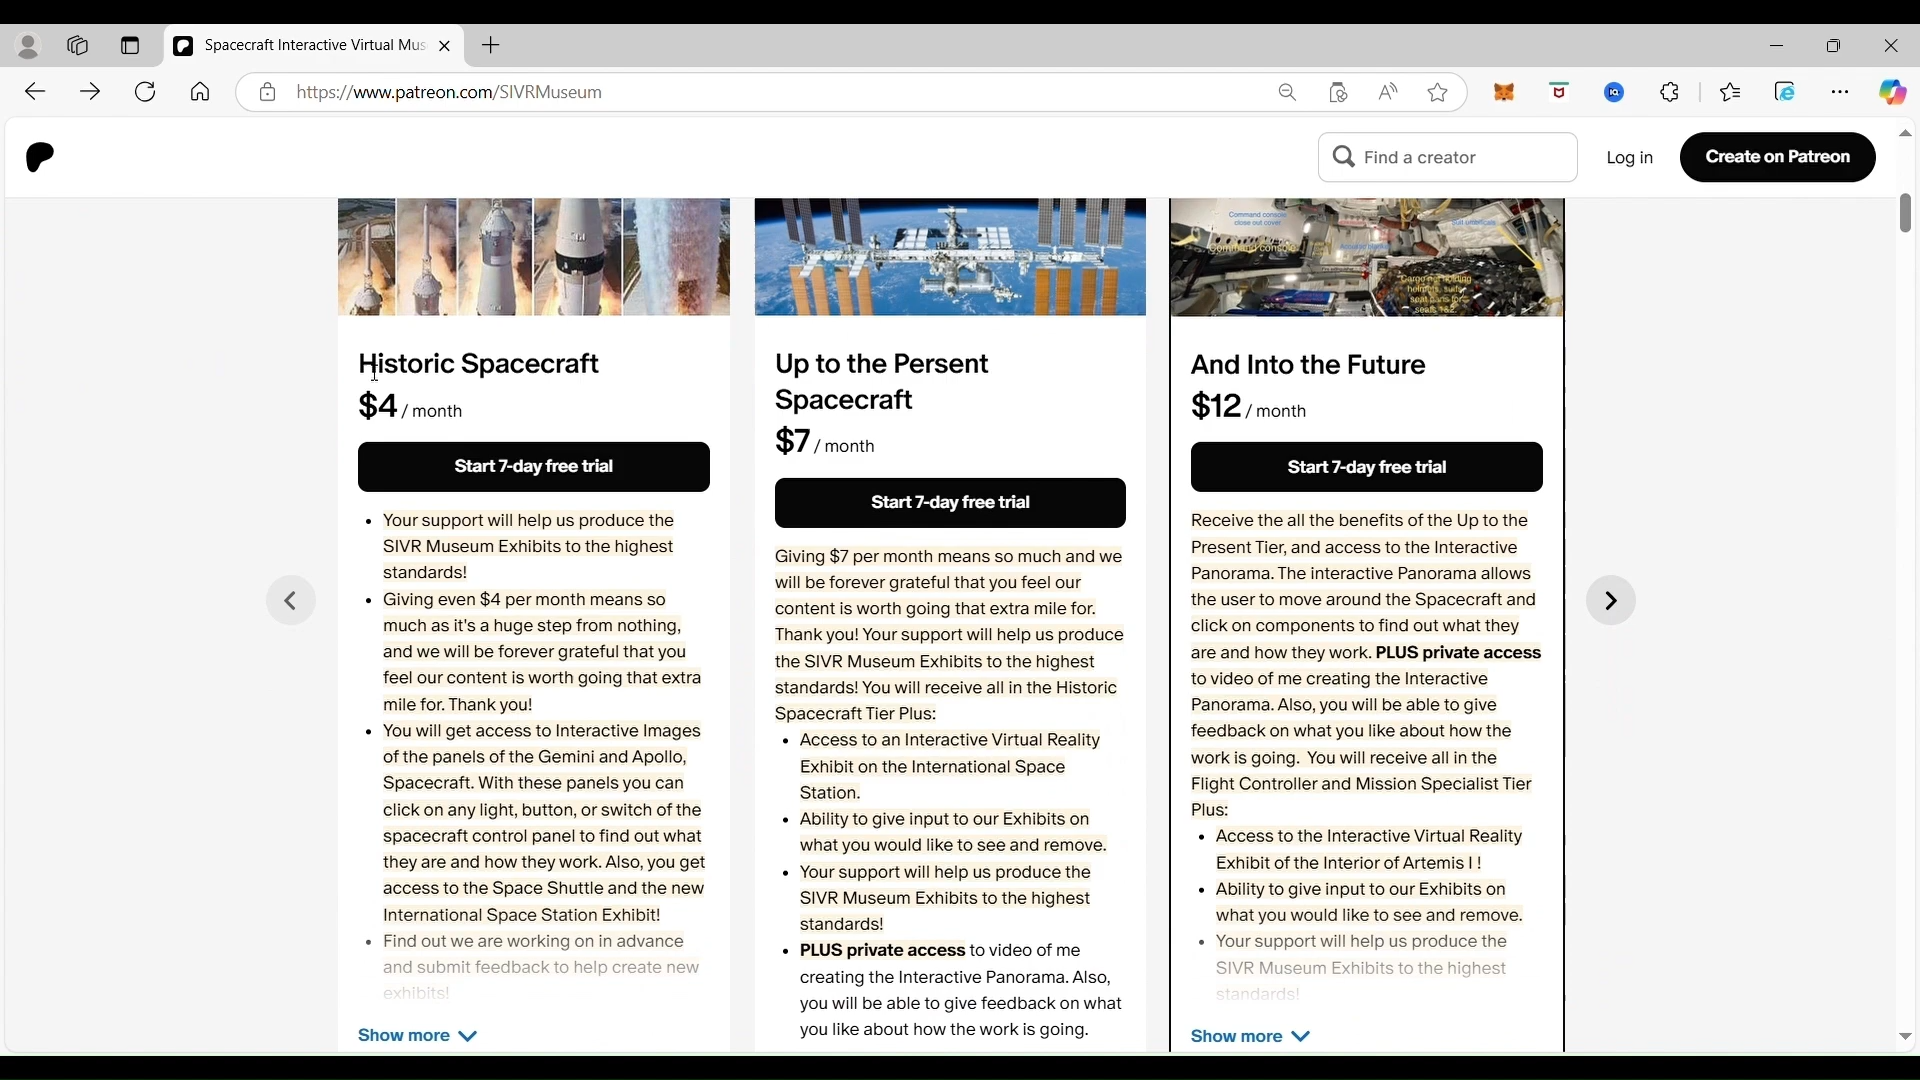 Spacecraft Interactive Virtual Mus
https://www.patreon.com/SIVRMuseum
Find a creator
Log in
Create on Patreon
Command console
close out cover
Command console
Historic Spacecraft
$4 / month
Start 7-day free trial
• Your support will help us produce the
SIVR Museum Exhibits to the highest
standards!
• Giving even $4 per month means so
much as it's a huge step from nothing,
and we will be forever grateful that you
feel our content is worth going that extra
mile for. Thank you!
• You will get access to Interactive Images
of the panels of the Gemini and Apollo,
Spacecraft. With these panels you can
click on any light, button, or switch of the
spacecraft control panel to find out what
they are and how they work. Also, you get
access to the Space Shuttle and the new
International Space Station Exhibit!
• Find out we are working on in advance
and submit feedback to help create new
exhibits!
Show more
Up to the Persent
Spacecraft
$7 / month
Start 7-day free trial
Giving $7 per month means so much and we
will be forever grateful that you feel our
content is worth going that extra mile for.
Thank you! Your support will help us produce
the SIVR Museum Exhibits to the highest
standards! You will receive all in the Historic
Spacecraft Tier Plus:
• Access to an Interactive Virtual Reality
Exhibit on the International Space
Station.
• Ability to give input to our Exhibits on
what you would like to see and remove.
• Your support will help us produce the
SIVR Museum Exhibits to the highest
standards!
• PLUS private access to video of me
creating the Interactive Panorama. Also,
you will be able to give feedback on what
you like about how the work is going.
And Into the Future
$12 / month
Start 7-day free trial
Receive the all the benefits of the Up to the
Present Tier, and access to the Interactive
Panorama. The interactive Panorama allows
the user to move around the Spacecraft and
click on components to find out what they
are and how they work. PLUS private access
to video of me creating the Interactive
Panorama. Also, you will be able to give
feedback on what you like about how the
work is going. You will receive all in the
Flight Controller and Mission Specialist Tier
Plus:
• Access to the Interactive Virtual Reality
Exhibit of the Interior of Artemis I !
• Ability to give input to our Exhibits on
what you would like to see and remove.
• Your support will help us produce the
SIVR Museum Exhibits to the highest
standards!
Show more